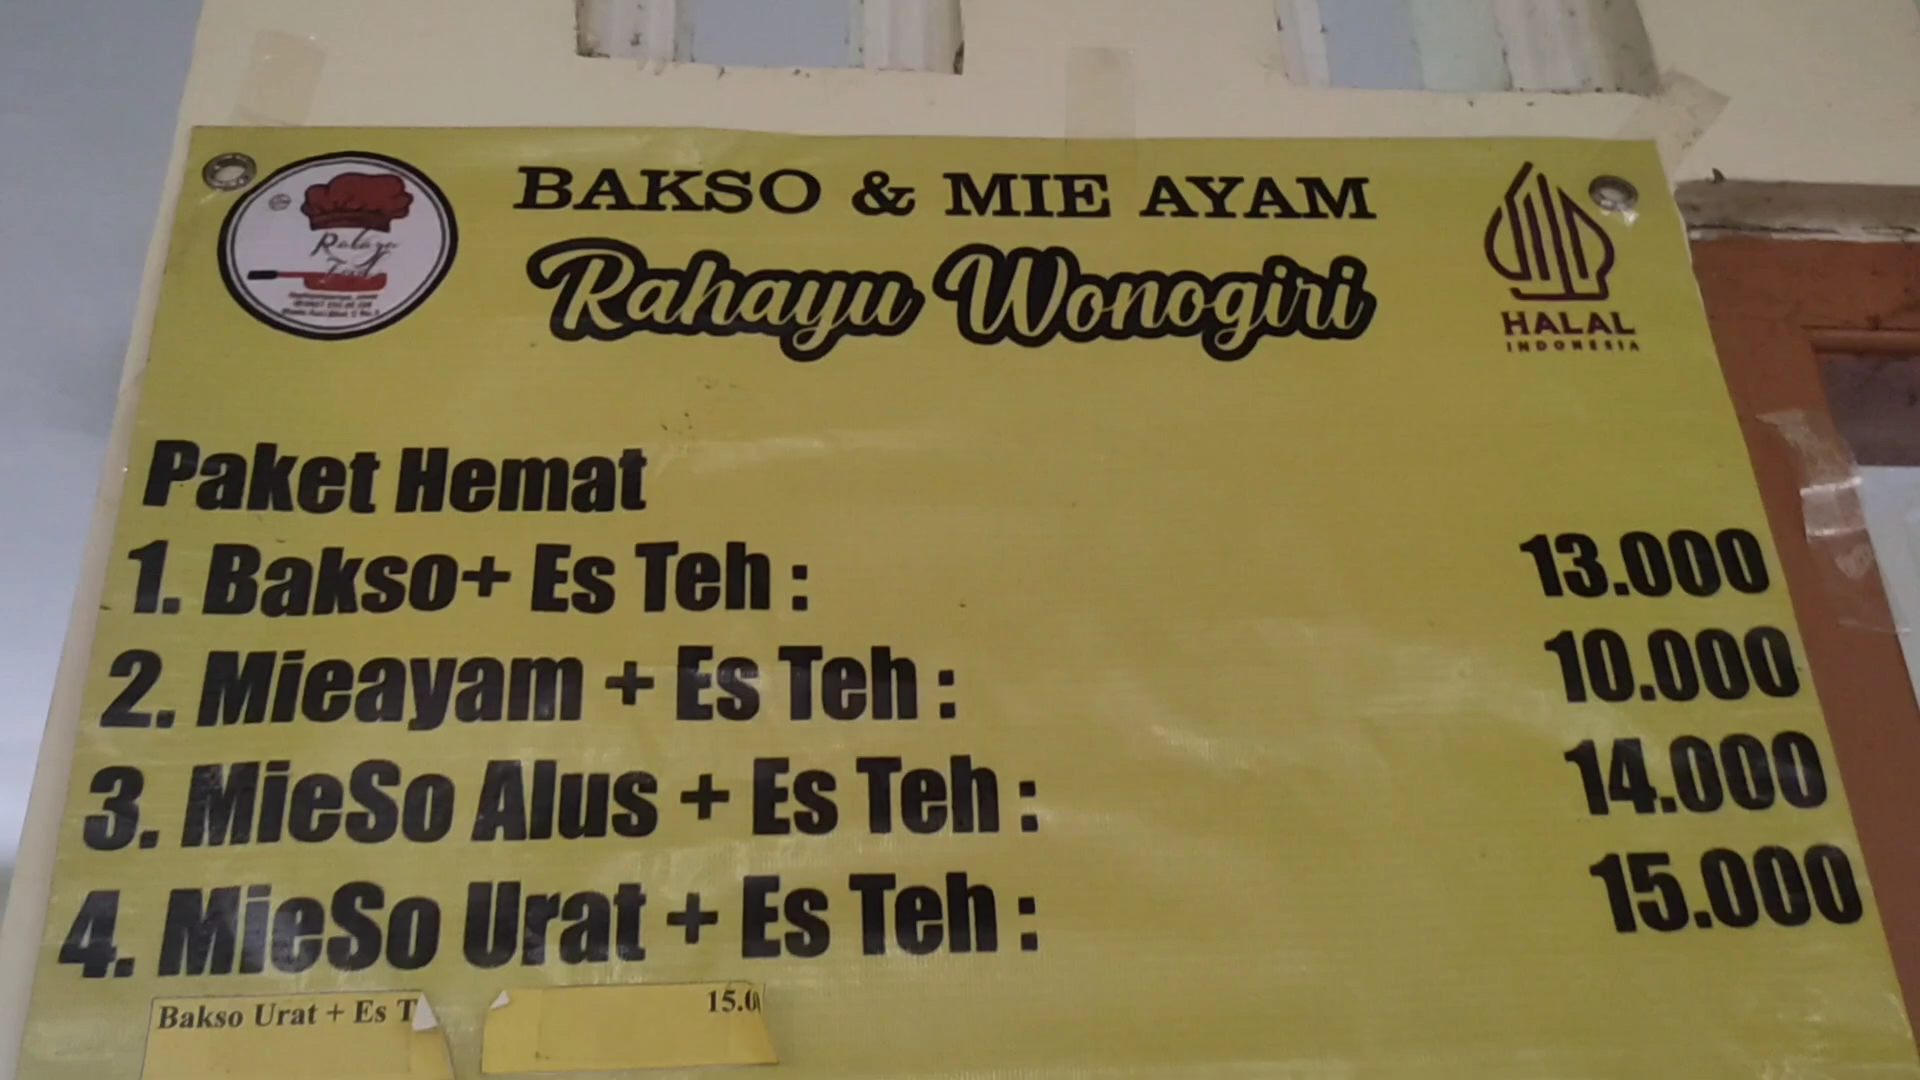 BAKSO & MIE AYAM
Rahayu Wonogiri
HALAL
INDONESIA
Rahayu
Food
Paket Hemat
1. Bakso+ Es Teh : 13.000
2. Mieayam + Es Teh : 10.000
3. MieSo Alus + Es Teh : 14.000
4. MieSo Urat + Es Teh : 15.000
Bakso Urat + Es T 15.0